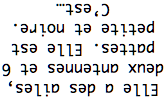 Elle a des ailes,
deux antennes et 6
pattes. Elle est
petite et noire.
C'est...